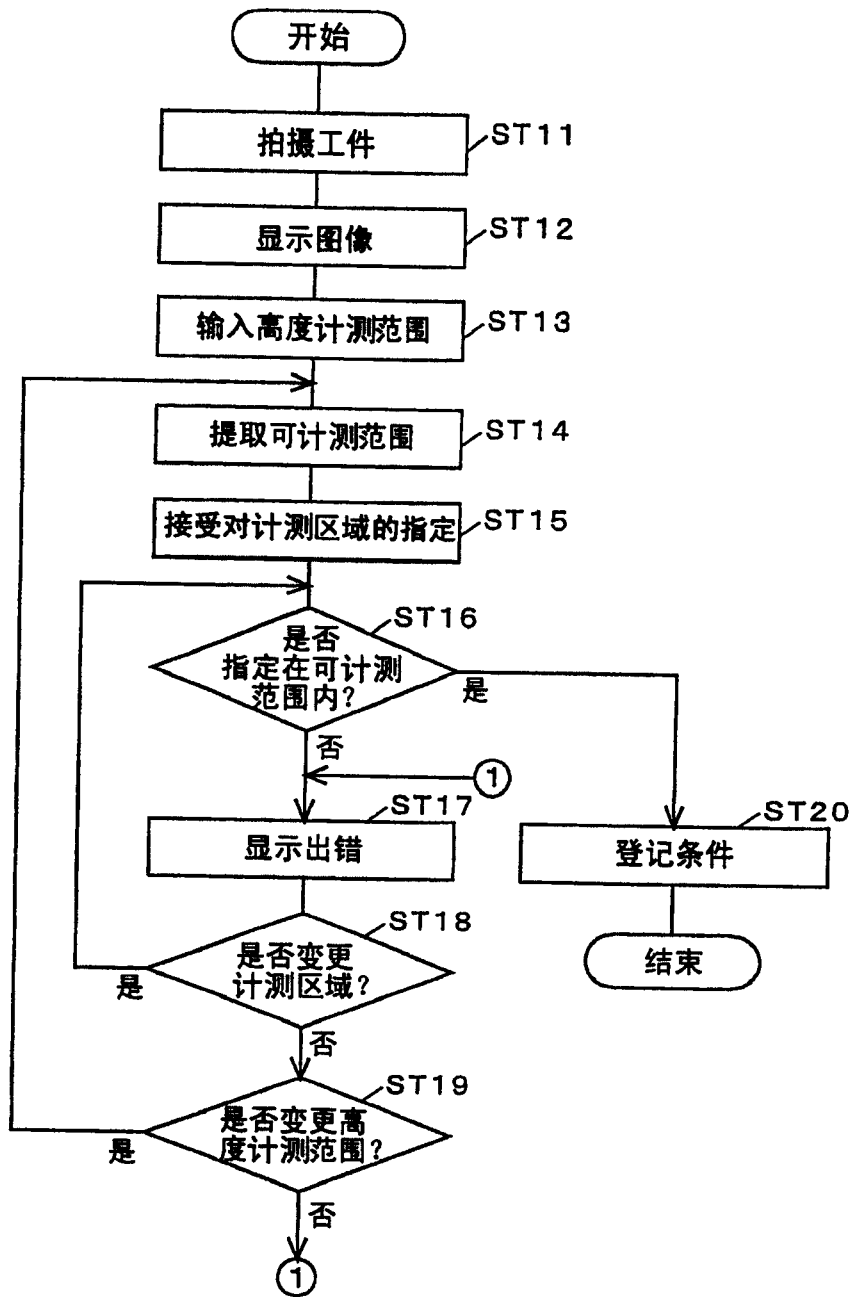 开始
拍摄工件
ST11
显示图像
ST12
输入高度计测范围
ST13
提取可计测范围
ST14
接受对计测区域的指定
ST15
ST16
是否
指定在可计测
范围内?
是
否
①
ST17
显示出错
ST20
登记条件
ST18
是否变更
计测区域?
是
结束
否
ST19
是否变更高
度计测范围?
是
否
①